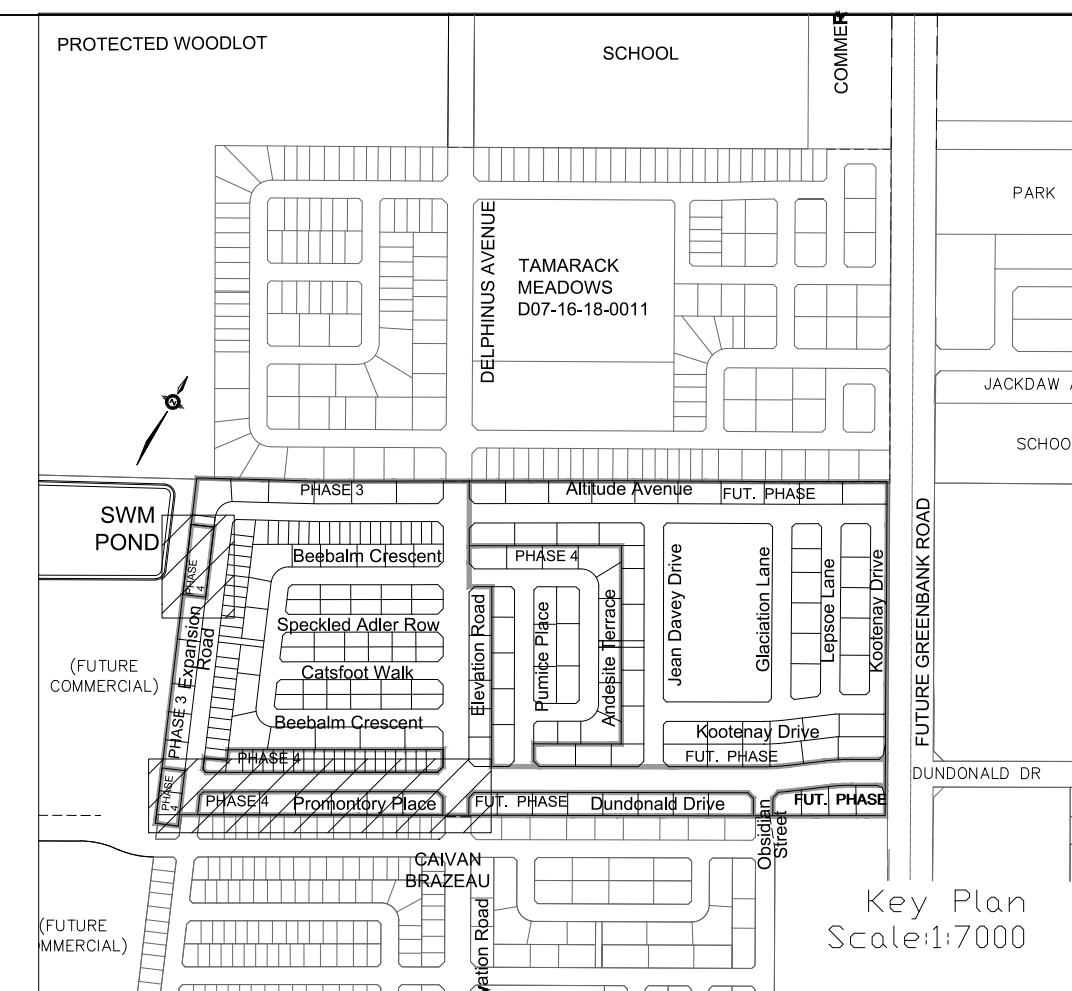 PROTECTED WOODLOT
SCHOOL
COMMER
PARK
DELPHINUS AVENUE
TAMARACK
MEADOWS
D07-16-18-0011
JACKDAW
SCHOO
N
PHASE 3
Altitude Avenue
FUT. PHASE
SWM
POND
Beebalm Crescent
PHASE 4
PHASE
4
Speckled Adler Row
Catsfoot Walk
Beebalm Crescent
Elevation Road
Pumice Place
Andesite Terrace
Jean Davey Drive
Glaciation Lane
Lepsoe Lane
Kootenay Drive
FUTURE GREENBANK ROAD
Expansion
Road
(FUTURE
COMMERCIAL)
PHASE 3
Kootenay Drive
FUT. PHASE
PHASE 4
DUNDONALD DR
PHASE
4
PHASE 4
Promontory Place
FUT. PHASE
Dundonald Drive
FUT. PHASE
Obsidian
Street
CAIVAN
BRAZEAU
(FUTURE
MMERCIAL)
vation Road
Key Plan
Scale:1:7000